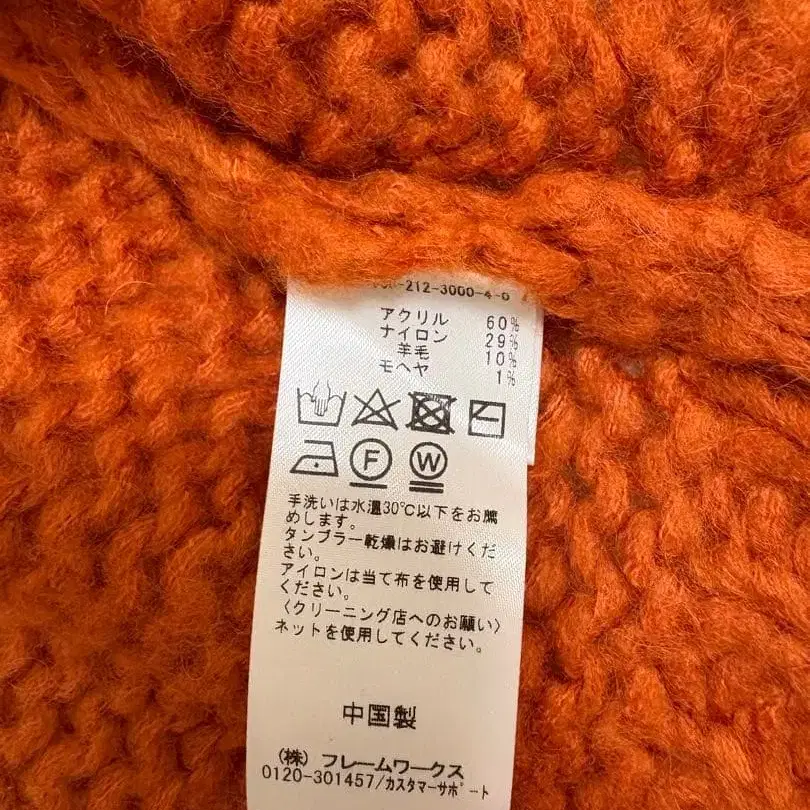 -212-3000-4-0
アクリル 60%
ナイロン 29%
羊毛 10%
モヘヤ 1%
F W
手洗いは水温30℃以下をお薦
めします。
タンブラー乾燥はお避けくだ
さい。
アイロンは当て布を使用して
ください。
〈クリーニング店へのお願い〉
ネットを使用してください。
中国製
(株) フレームワークス
0120-301457/カスタマーサポート